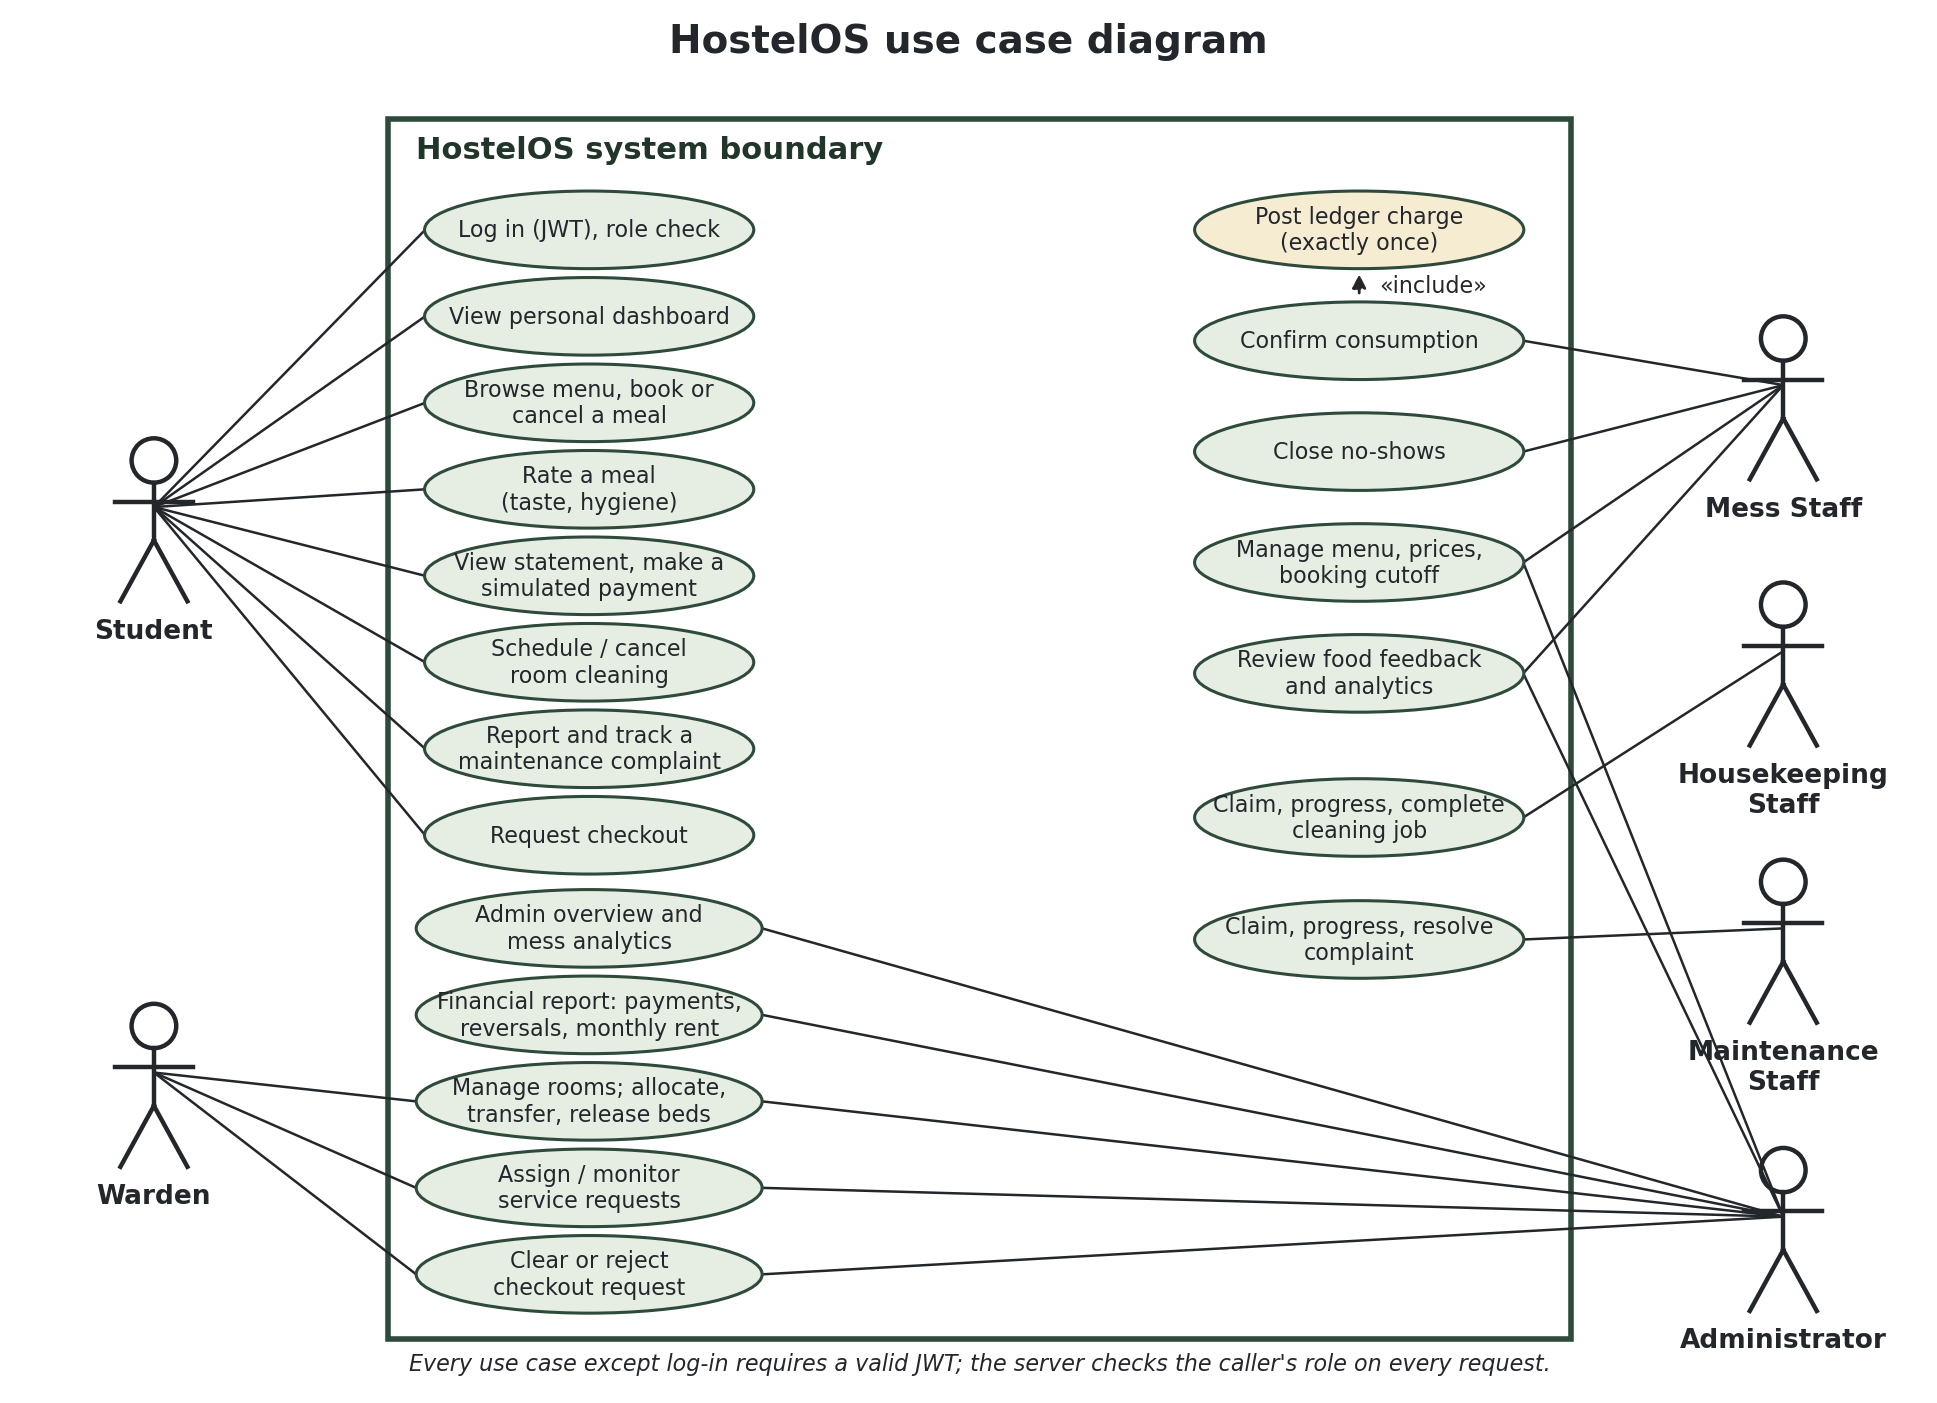 HostelOS use case diagram
HostelOS system boundary
Log in (JWT), role check
View personal dashboard
Browse menu, book or
cancel a meal
Rate a meal
(taste, hygiene)
View statement, make a
simulated payment
Schedule / cancel
room cleaning
Report and track a
maintenance complaint
Request checkout
Admin overview and
mess analytics
Financial report: payments,
reversals, monthly rent
Manage rooms; allocate,
transfer, release beds
Assign / monitor
service requests
Clear or reject
checkout request
Post ledger charge
(exactly once)
«include»
Confirm consumption
Close no-shows
Manage menu, prices,
booking cutoff
Review food feedback
and analytics
Claim, progress, complete
cleaning job
Claim, progress, resolve
complaint
Student
Warden
Mess Staff
Housekeeping
Staff
Maintenance
Staff
Administrator
Every use case except log-in requires a valid JWT; the server checks the caller's role on every request.